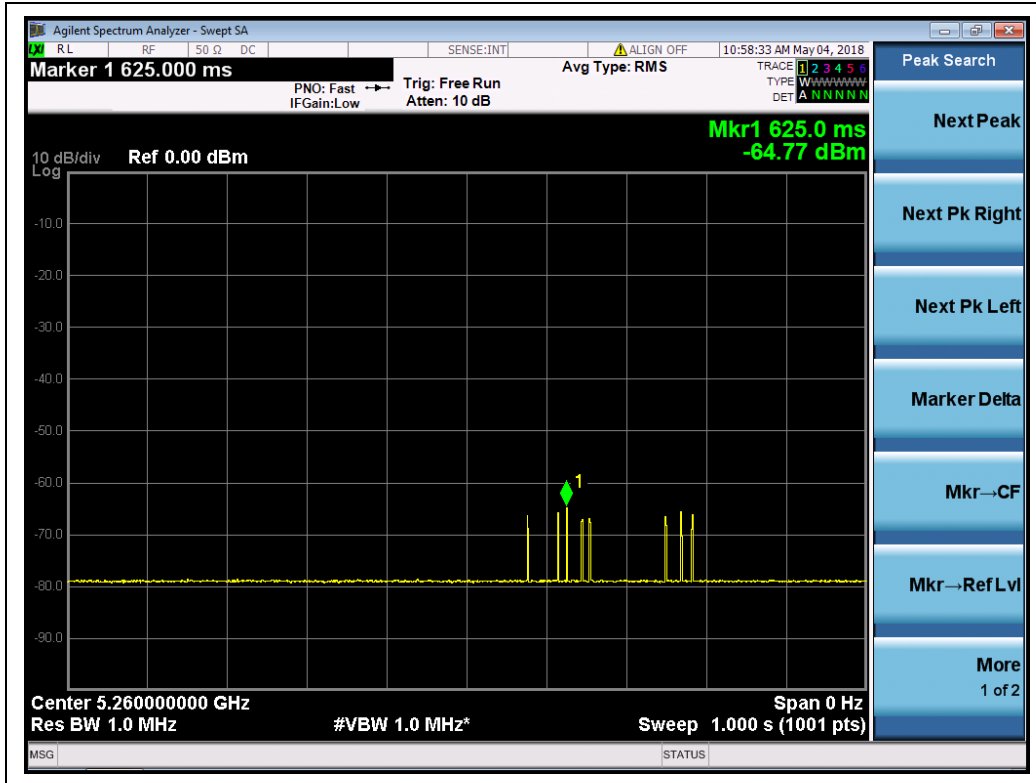 Agilent Spectrum Analyzer - Swept SA
LXI RL RF 50 Ω DC SENSE:INT ALIGN OFF 10:58:33 AM May 04, 2018
Marker 1 625.000 ms
PNO: Fast
IFGain:Low
Trig: Free Run
Atten: 10 dB
Avg Type: RMS
TRACE 1 2 3 4 5 6
TYPE WWWWWW
DET A N N N N N
Mkr1 625.0 ms
-64.77 dBm
10 dB/div Ref 0.00 dBm
Log
-10.0
-20.0
-30.0
-40.0
-50.0
-60.0
-70.0
-80.0
-90.0
1
Center 5.260000000 GHz Span 0 Hz
Res BW 1.0 MHz #VBW 1.0 MHz* Sweep 1.000 s (1001 pts)
MSG STATUS
Peak Search
Next Peak
Next Pk Right
Next Pk Left
Marker Delta
Mkr→CF
Mkr→Ref Lvl
More
1 of 2